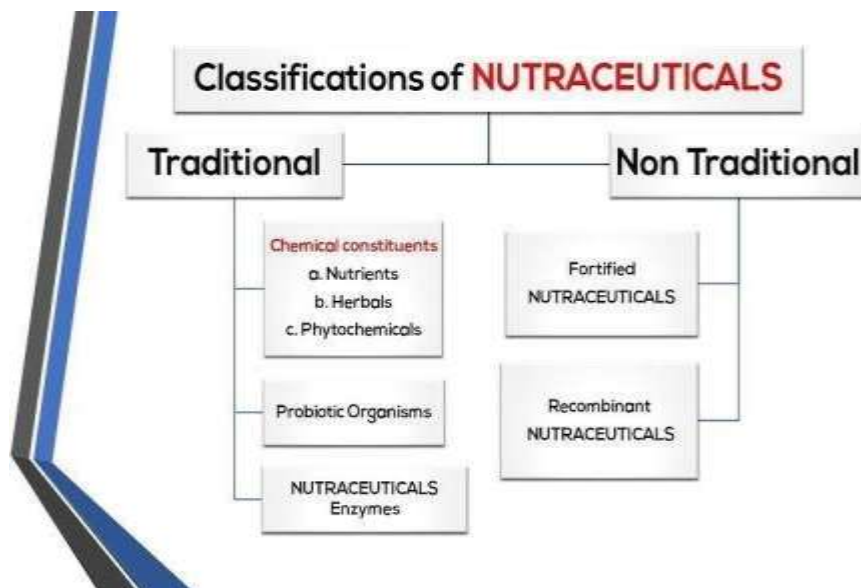 Classifications of NUTRACEUTICALS
Traditional
Non Traditional
Chemical constituents
a. Nutrients
b. Herbals
c. Phytochemicals
Probiotic Organisms
NUTRACEUTICALS
Enzymes
Fortified
NUTRACEUTICALS
Recombinant
NUTRACEUTICALS